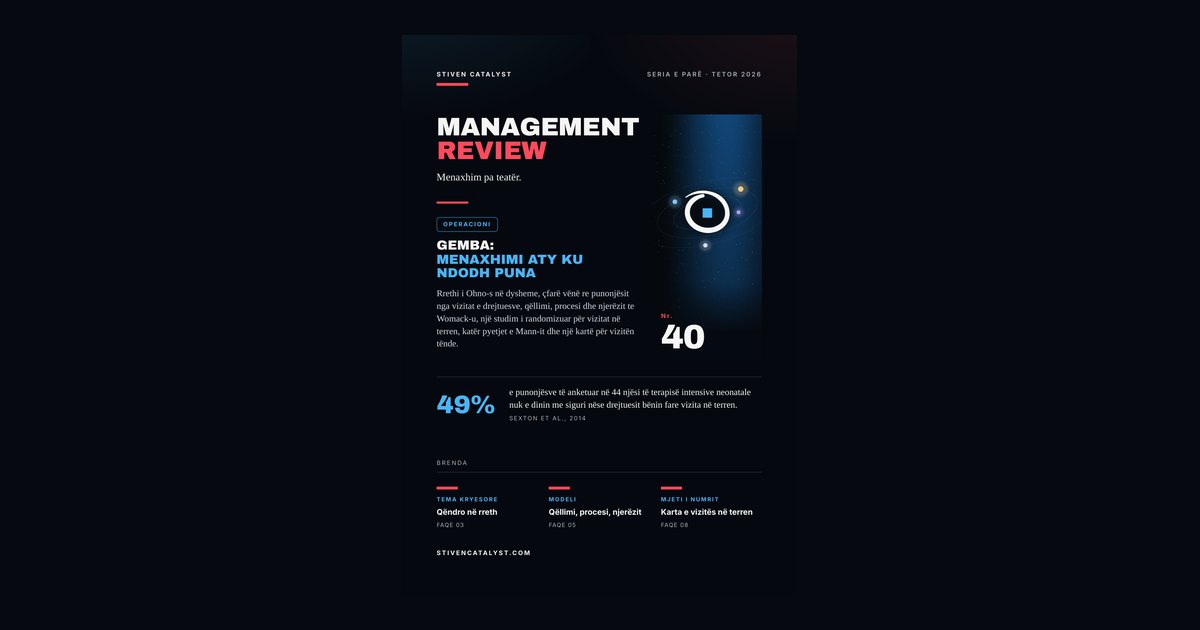 STIVEN CATALYST
SERIA E PARË · TETOR 2026
MANAGEMENT
REVIEW
Menaxhim pa teatër.
OPERACIONI
GEMBA:
MENAXHIMI ATY KU
NDODH PUNA
Rrethi i Ohno-s në dysheme, çfarë vënë re punonjësit
nga vizitat e drejtuesve, qëllimi, procesi dhe njerëzit te
Womack-u, një studim i randomizuar për vizitat në
terren, katër pyetjet e Mann-it dhe një kartë për vizitën
tënde.
Nr.
40
49%
e punonjësve të anketuar në 44 njësi të terapisë intensive neonatale
nuk e dinin me siguri nëse drejtuesit bënin fare vizita në terren.
SEXTON ET AL., 2014
BRENDA
TEMA KRYESORE
Qëndro në rreth
FAQE 03
MODELI
Qëllimi, procesi, njerëzit
FAQE 05
MJETI I NUMRIT
Karta e vizitës në terren
FAQE 08
STIVENCATALYST.COM